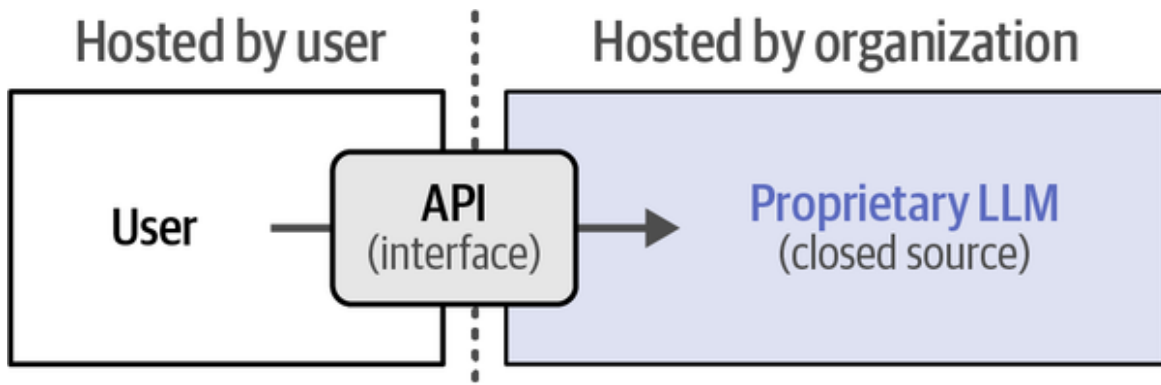 Hosted by user
Hosted by organization
User
API
(interface)
Proprietary LLM
(closed source)